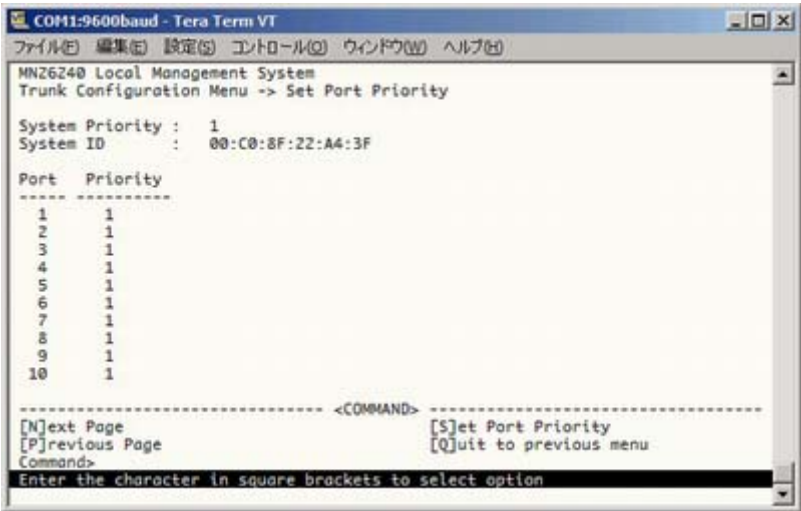 COM1:9600baud - Tera Term VT
ファイル(F) 編集(E) 設定(S) コントロール(O) ウィンドウ(W) ヘルプ(H)
MN26240 Local Management System
Trunk Configuration Menu -> Set Port Priority
System Priority : 1
System ID : 00:C0:8F:22:A4:3F
Port Priority
----- ----------
1 1
2 1
3 1
4 1
5 1
6 1
7 1
8 1
9 1
10 1
-------------------------------- <COMMAND> -----------------------------------
[N]ext Page [S]et Port Priority
[P]revious Page [Q]uit to previous menu
Command>
Enter the character in square brackets to select option